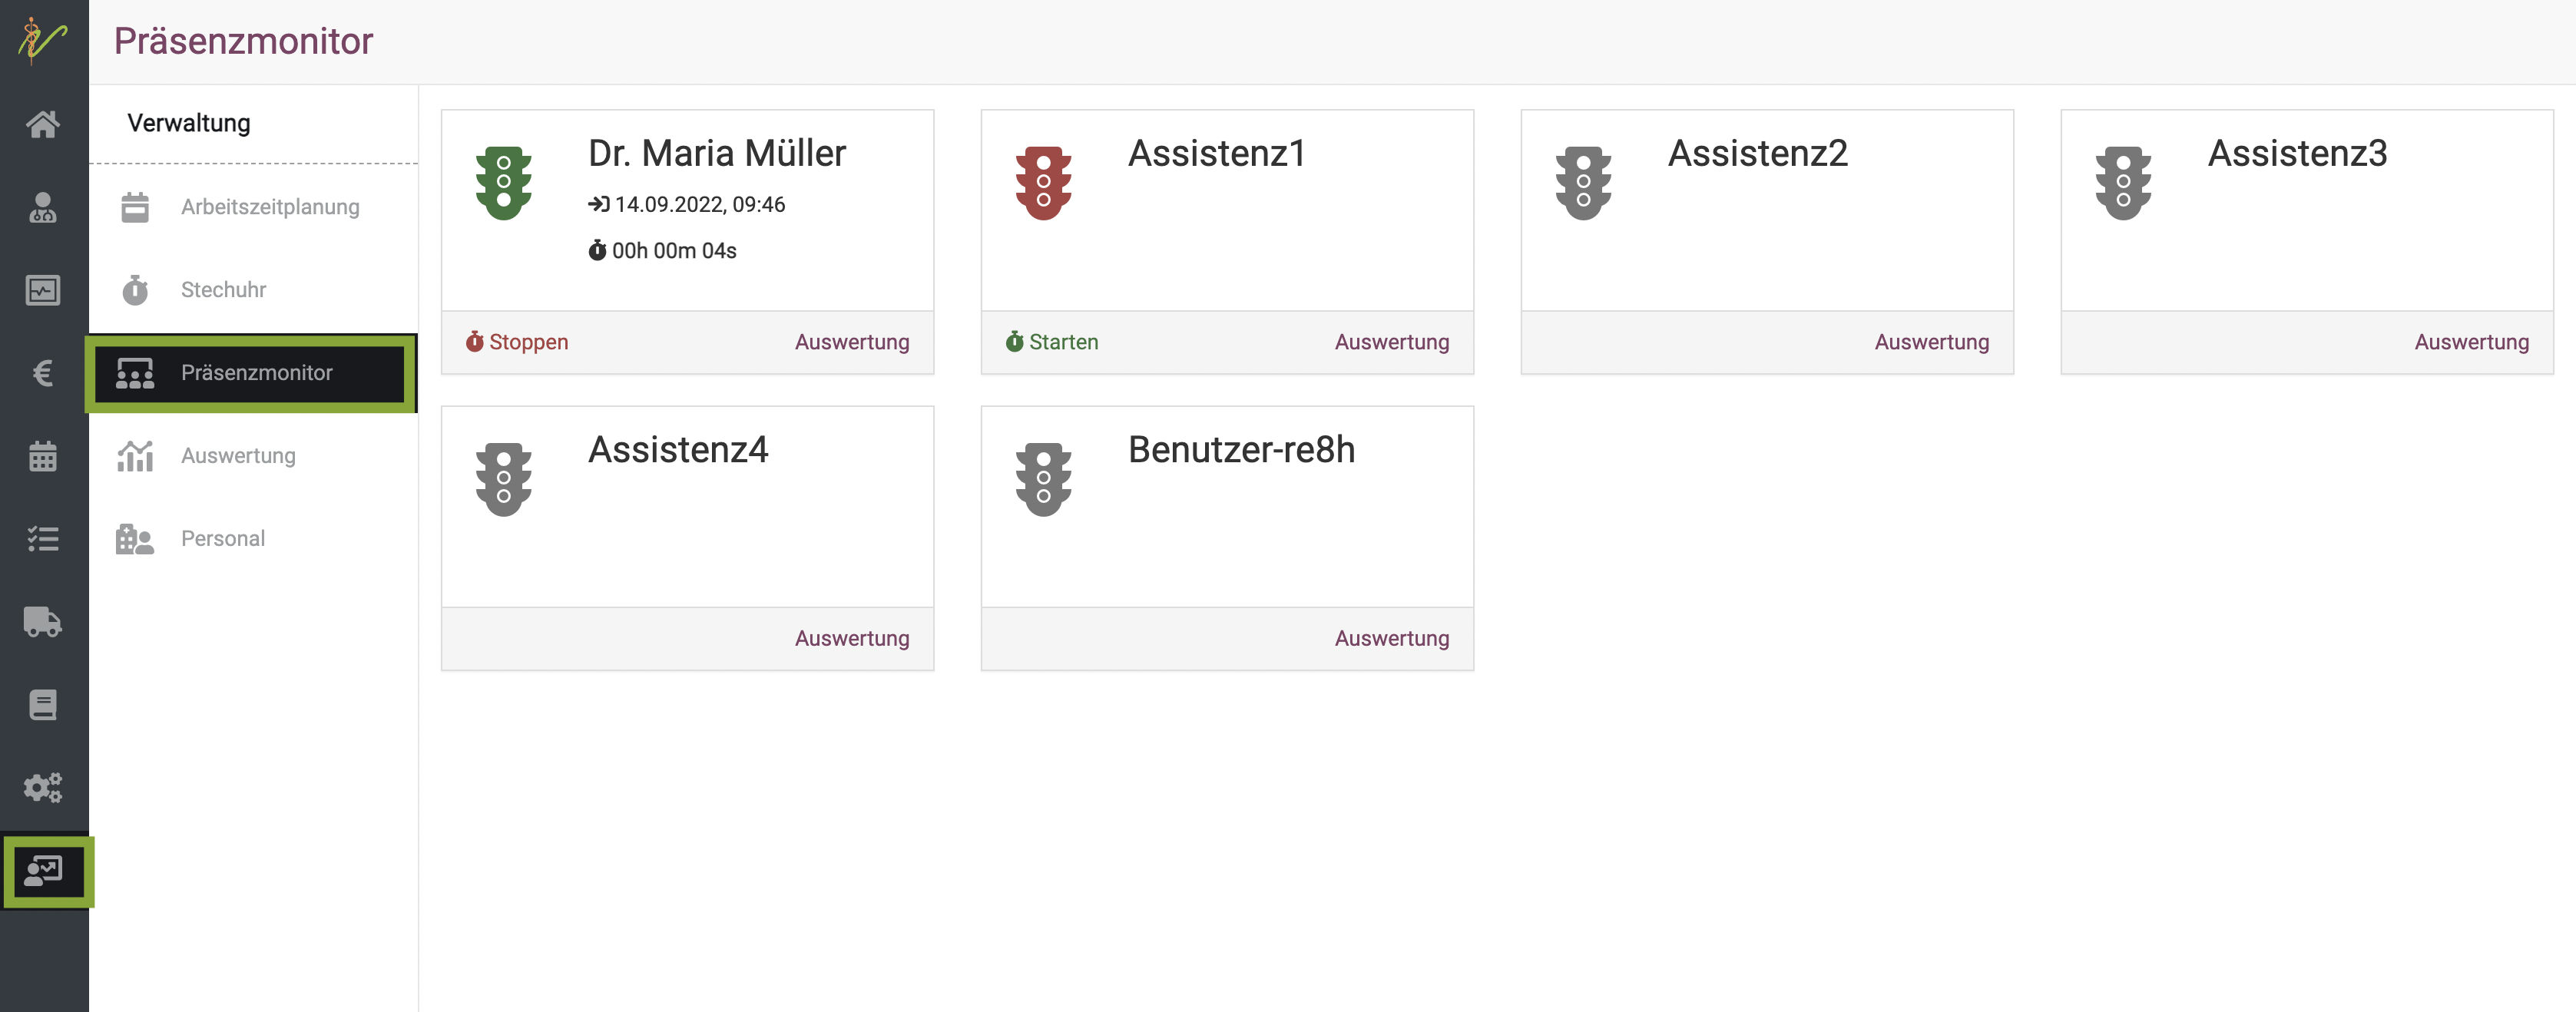 Präsenzmonitor
Verwaltung
Arbeitszeitplanung
Stechuhr
Präsenzmonitor
Auswertung
Personal
Dr. Maria Müller
14.09.2022, 09:46
00h 00m 04s
Stoppen Auswertung
Assistenz1
Starten Auswertung
Assistenz2
Auswertung
Assistenz3
Auswertung
Assistenz4
Auswertung
Benutzer-re8h
Auswertung